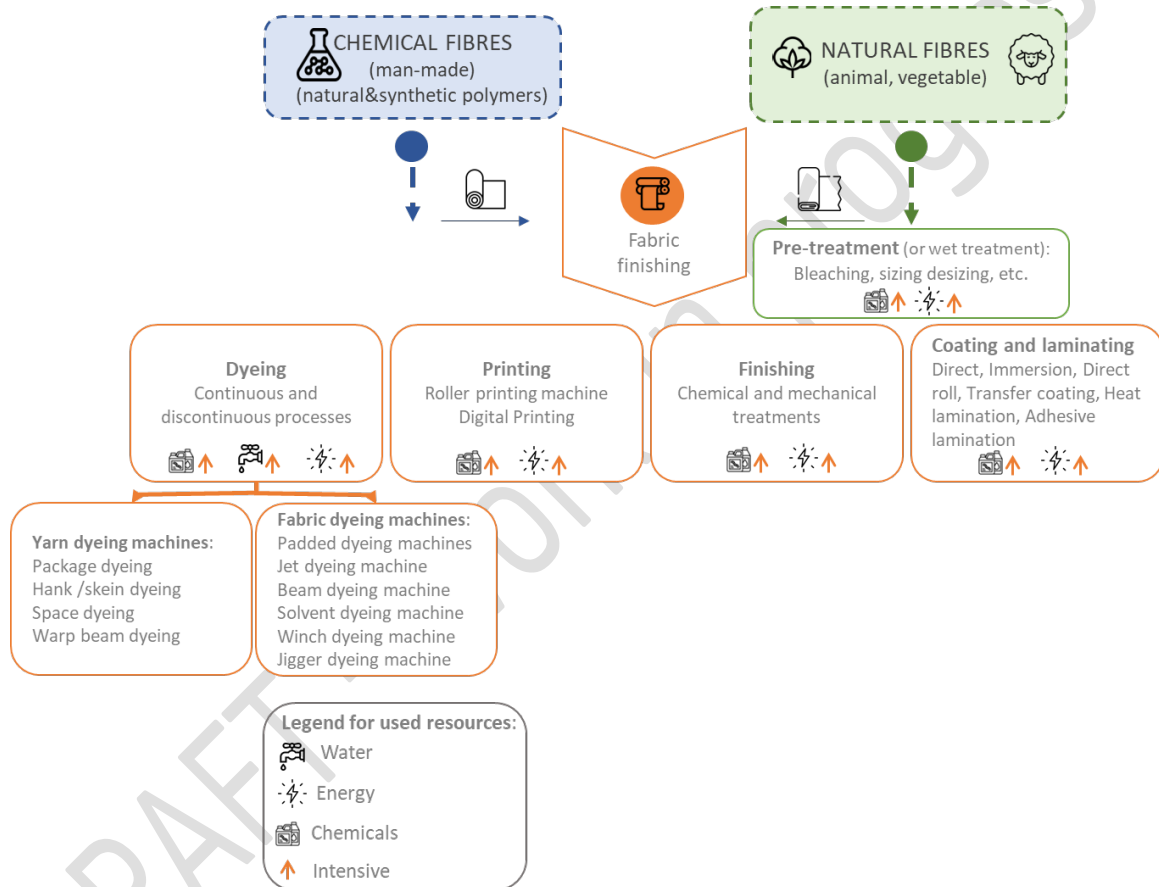 CHEMICAL FIBRES
(man-made)
(natural&synthetic polymers)
NATURAL FIBRES
(animal, vegetable)
Fabric
finishing
Pre-treatment (or wet treatment):
Bleaching, sizing desizing, etc.
Dyeing
Continuous and
discontinuous processes
Printing
Roller printing machine
Digital Printing
Finishing
Chemical and mechanical
treatments
Coating and laminating
Direct, Immersion, Direct
roll, Transfer coating, Heat
lamination, Adhesive
lamination
Yarn dyeing machines:
Package dyeing
Hank /skein dyeing
Space dyeing
Warp beam dyeing
Fabric dyeing machines:
Padded dyeing machines
Jet dyeing machine
Beam dyeing machine
Solvent dyeing machine
Winch dyeing machine
Jigger dyeing machine
Legend for used resources:
Water
Energy
Chemicals
Intensive